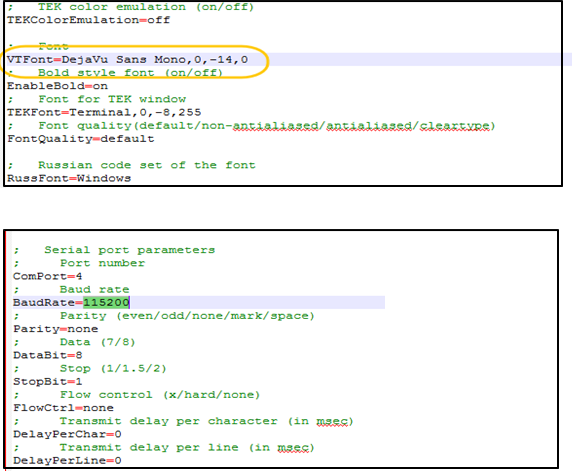 ;   TEK color emulation (on/off)
TEKColorEmulation=off
;   Font
VTFont=DejaVu Sans Mono,0,-14,0
;   Bold style font (on/off)
EnableBold=on
;   Font for TEK window
TEKFont=Terminal,0,-8,255
;   Font quality(default/non-antialiased/antialiased/cleartype)
FontQuality=default
;   Russian code set of the font
RussFont=Windows
;   Serial port parameters
;     Port number
ComPort=4
;     Baud rate
BaudRate=115200
;     Parity (even/odd/none/mark/space)
Parity=none
;     Data (7/8)
DataBit=8
;     Stop (1/1.5/2)
StopBit=1
;     Flow control (x/hard/none)
FlowCtrl=none
;     Transmit delay per character (in msec)
DelayPerChar=0
;     Transmit delay per line (in msec)
DelayPerLine=0